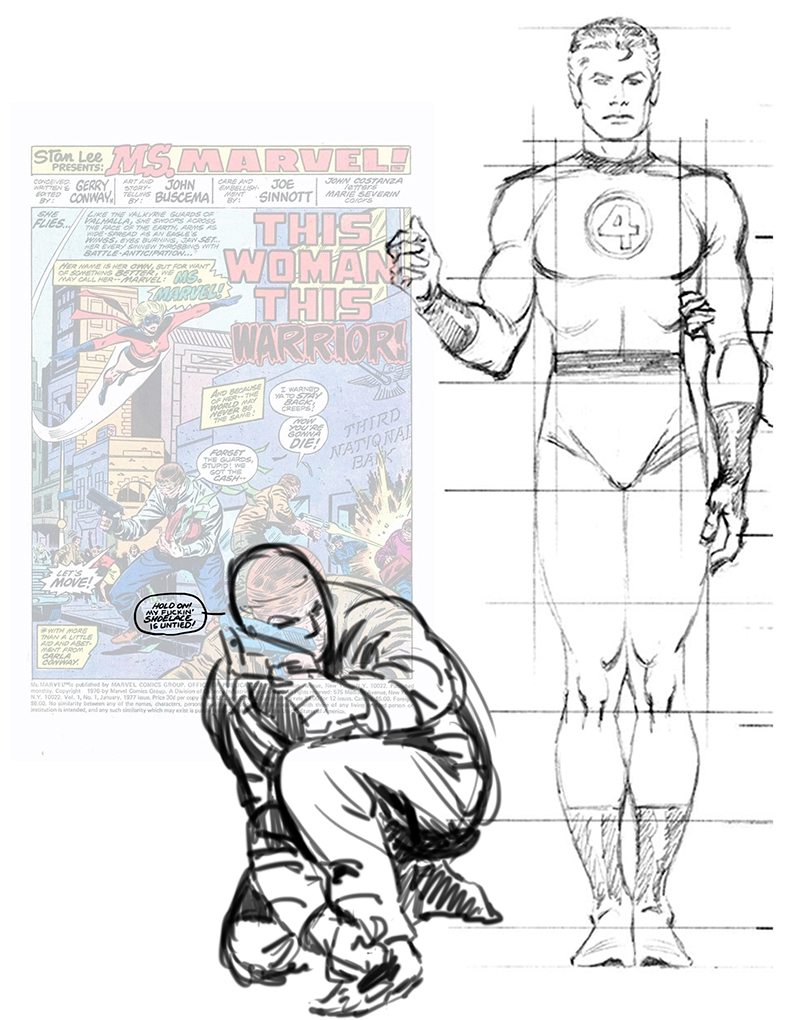 Stan Lee
PRESENTS:
MS. MARVEL!
CONCEIVED,
WRITTEN &
EDITED
BY:
GERRY
CONWAY,
ART AND
STORY-
TELLING
BY:
JOHN
BUSCEMA
CARE AND
EMBELLISH-
MENT
BY:
JOE
SINNOTT
JOHN COSTANZA
letters
MARIE SEVERIN
colors
SHE
FLIES...
LIKE THE VALKYRIE GUARDS OF
VALHALLA, SHE SWOOPS ACROSS
THE FACE OF THE EARTH, ARMS AS
WIDE-SPREAD AS AN EAGLE'S
WINGS, EYES BURNING, JAW SET...
HER EVERY SINEW THROBBING WITH
BATTLE-ANTICIPATION...
HER NAME IS HER OWN, BUT FOR WANT
OF SOMETHING BETTER, WE
MAY CALL HER--MARVEL! MS.
MARVEL!
THIS
WOMAN,
THIS
WARRIOR!
AND BECAUSE
OF HER--THE
WORLD MAY
NEVER BE
THE SAME!
I WARNED
YA TO STAY
BACK,
CREEPS!
NOW
YOU'RE
GONNA
DIE!
THIRD
NATIONAL
BANK
FORGET
THE GUARDS,
STUPID! WE
GOT THE
CASH--
LET'S
MOVE!
HOLD ON!
MY FUCKIN'
SHOELACE
IS UNTIED!
*WITH MORE
THAN A LITTLE
AID AND ABET-
MENT FROM
CARLA
CONWAY.
4